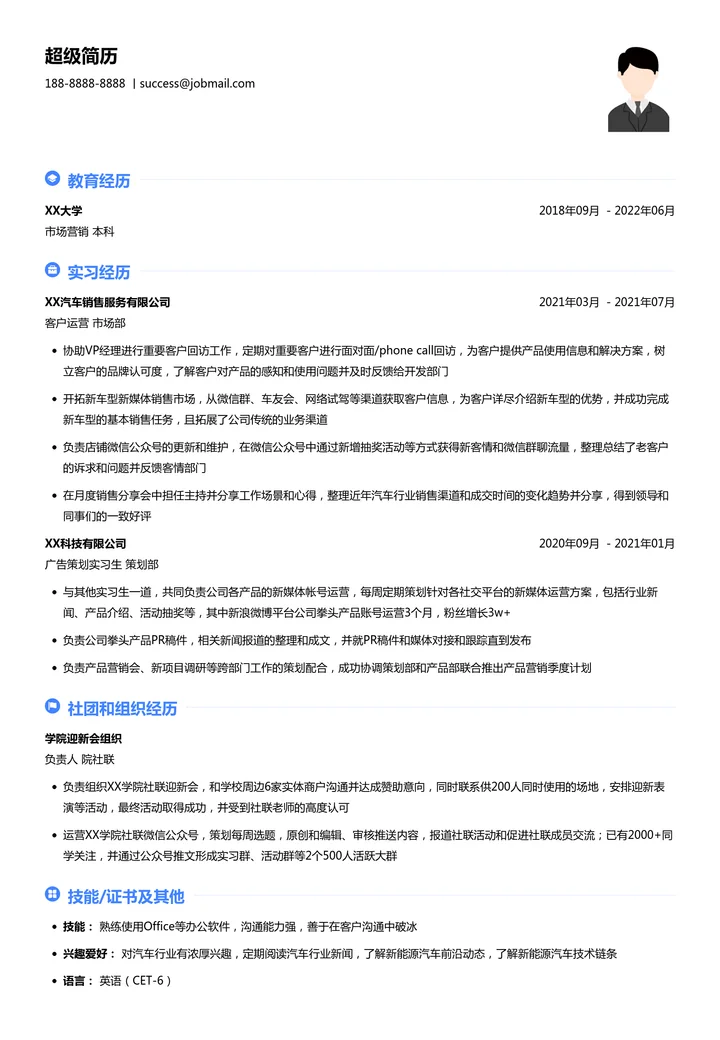 超级简历
188-8888-8888 | success@jobmail.com
教育经历
XX大学 2018年09月 - 2022年06月
市场营销 本科
实习经历
XX汽车销售服务有限公司 2021年03月 - 2021年07月
客户运营 市场部
• 协助VP经理进行重要客户回访工作，定期对重要客户进行面对面/phone call回访，为客户提供产品使用信息和解决方案，树
立客户的品牌认可度，了解客户对产品的感知和使用问题并及时反馈给开发部门
• 开拓新车型新媒体销售市场，从微信群、车友会、网络试驾等渠道获取客户信息，为客户详尽介绍新车型的优势，并成功完成
新车型的基本销售任务，且拓展了公司传统的业务渠道
• 负责店铺微信公众号的更新和维护，在微信公众号中通过新增抽奖活动等方式获得新客情和微信群聊流量，整理总结了老客户
的诉求和问题并反馈客情部门
• 在月度销售分享会中担任主持并分享工作场景和心得，整理近年汽车行业销售渠道和成交时间的变化趋势并分享，得到领导和
同事们的一致好评
XX科技有限公司 2020年09月 - 2021年01月
广告策划实习生 策划部
• 与其他实习生一道，共同负责公司各产品的新媒体帐号运营，每周定期策划针对各社交平台的新媒体运营方案，包括行业新
闻、产品介绍、活动抽奖等，其中新浪微博平台公司拳头产品账号运营3个月，粉丝增长3w+
• 负责公司拳头产品PR稿件，相关新闻报道的整理和成文，并就PR稿件和媒体对接和跟踪直到发布
• 负责产品营销会、新项目调研等跨部门工作的策划配合，成功协调策划部和产品部联合推出产品营销季度计划
社团和组织经历
学院迎新会组织
负责人 院社联
• 负责组织XX学院社联迎新会，和学校周边6家实体商户沟通并达成赞助意向，同时联系供200人同时使用的场地，安排迎新表
演等活动，最终活动取得成功，并受到社联老师的高度认可
• 运营XX学院社联微信公众号，策划每周选题，原创和编辑、审核推送内容，报道社联活动和促进社联成员交流；已有2000+同
学关注，并通过公众号推文形成实习群、活动群等2个500人活跃大群
技能/证书及其他
• 技能： 熟练使用Office等办公软件，沟通能力强，善于在客户沟通中破冰
• 兴趣爱好： 对汽车行业有浓厚兴趣，定期阅读汽车行业新闻，了解新能源汽车前沿动态，了解新能源汽车技术链条
• 语言： 英语（CET-6）